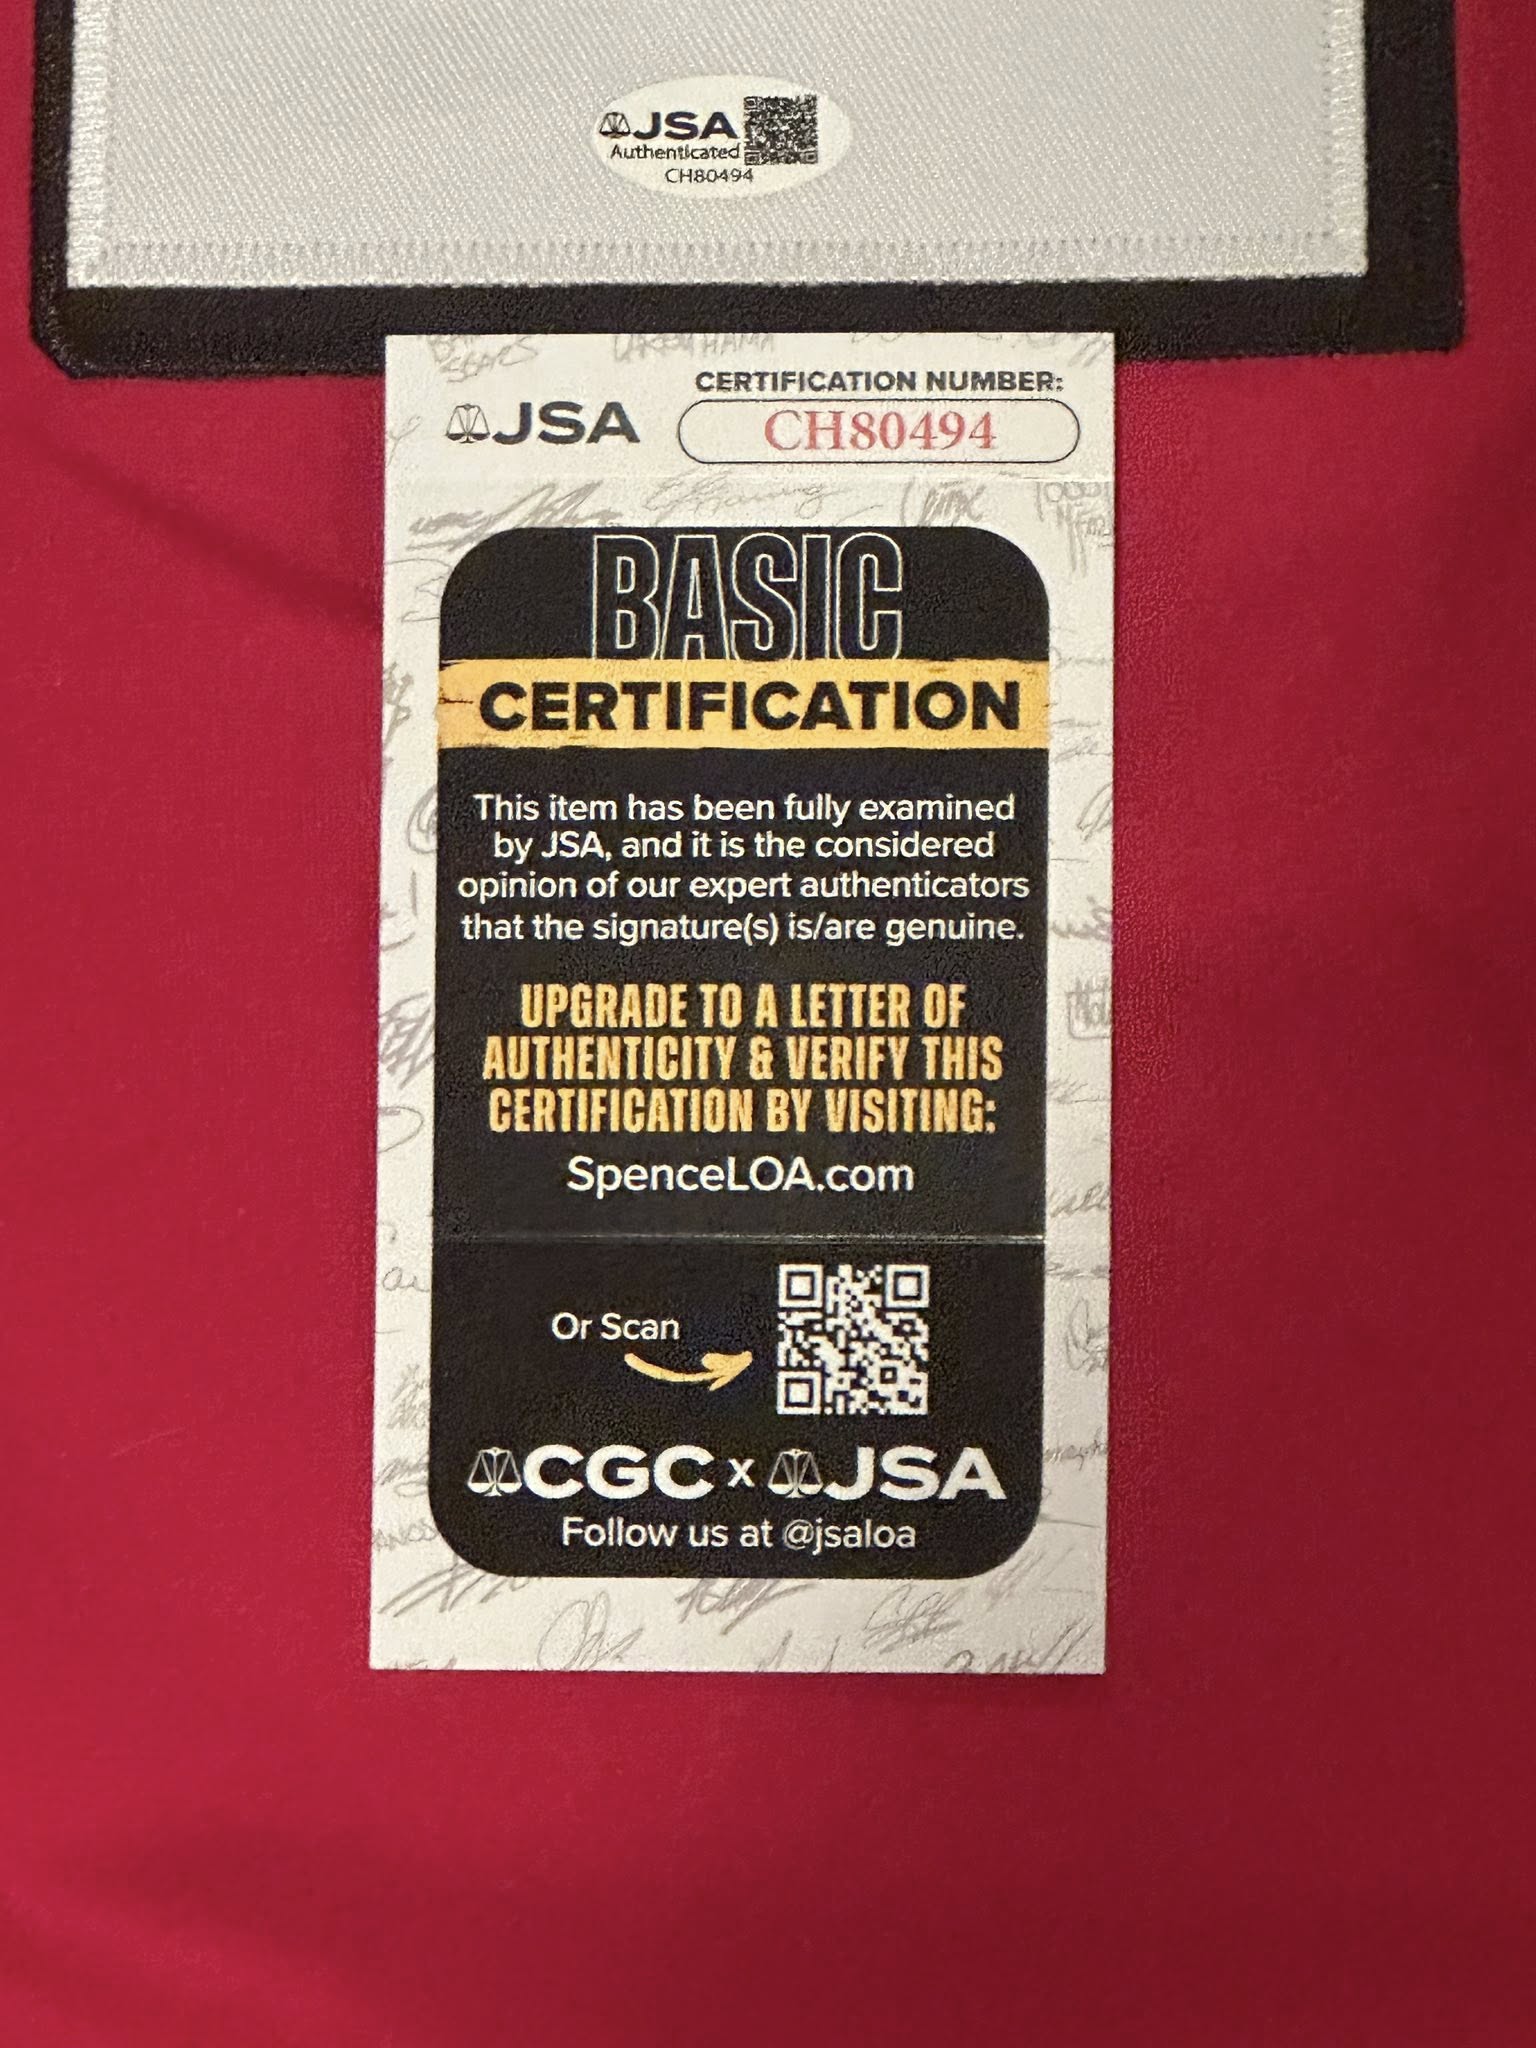 JSA
Authenticated
CH80494
JSA
CERTIFICATION NUMBER:
CH80494
BASIC
CERTIFICATION
This item has been fully examined
by JSA, and it is the considered
opinion of our expert authenticators
that the signature(s) is/are genuine.
UPGRADE TO A LETTER OF
AUTHENTICITY & VERIFY THIS
CERTIFICATION BY VISITING:
SpenceLOA.com
Or Scan
CGC x JSA
Follow us at @jsaloa